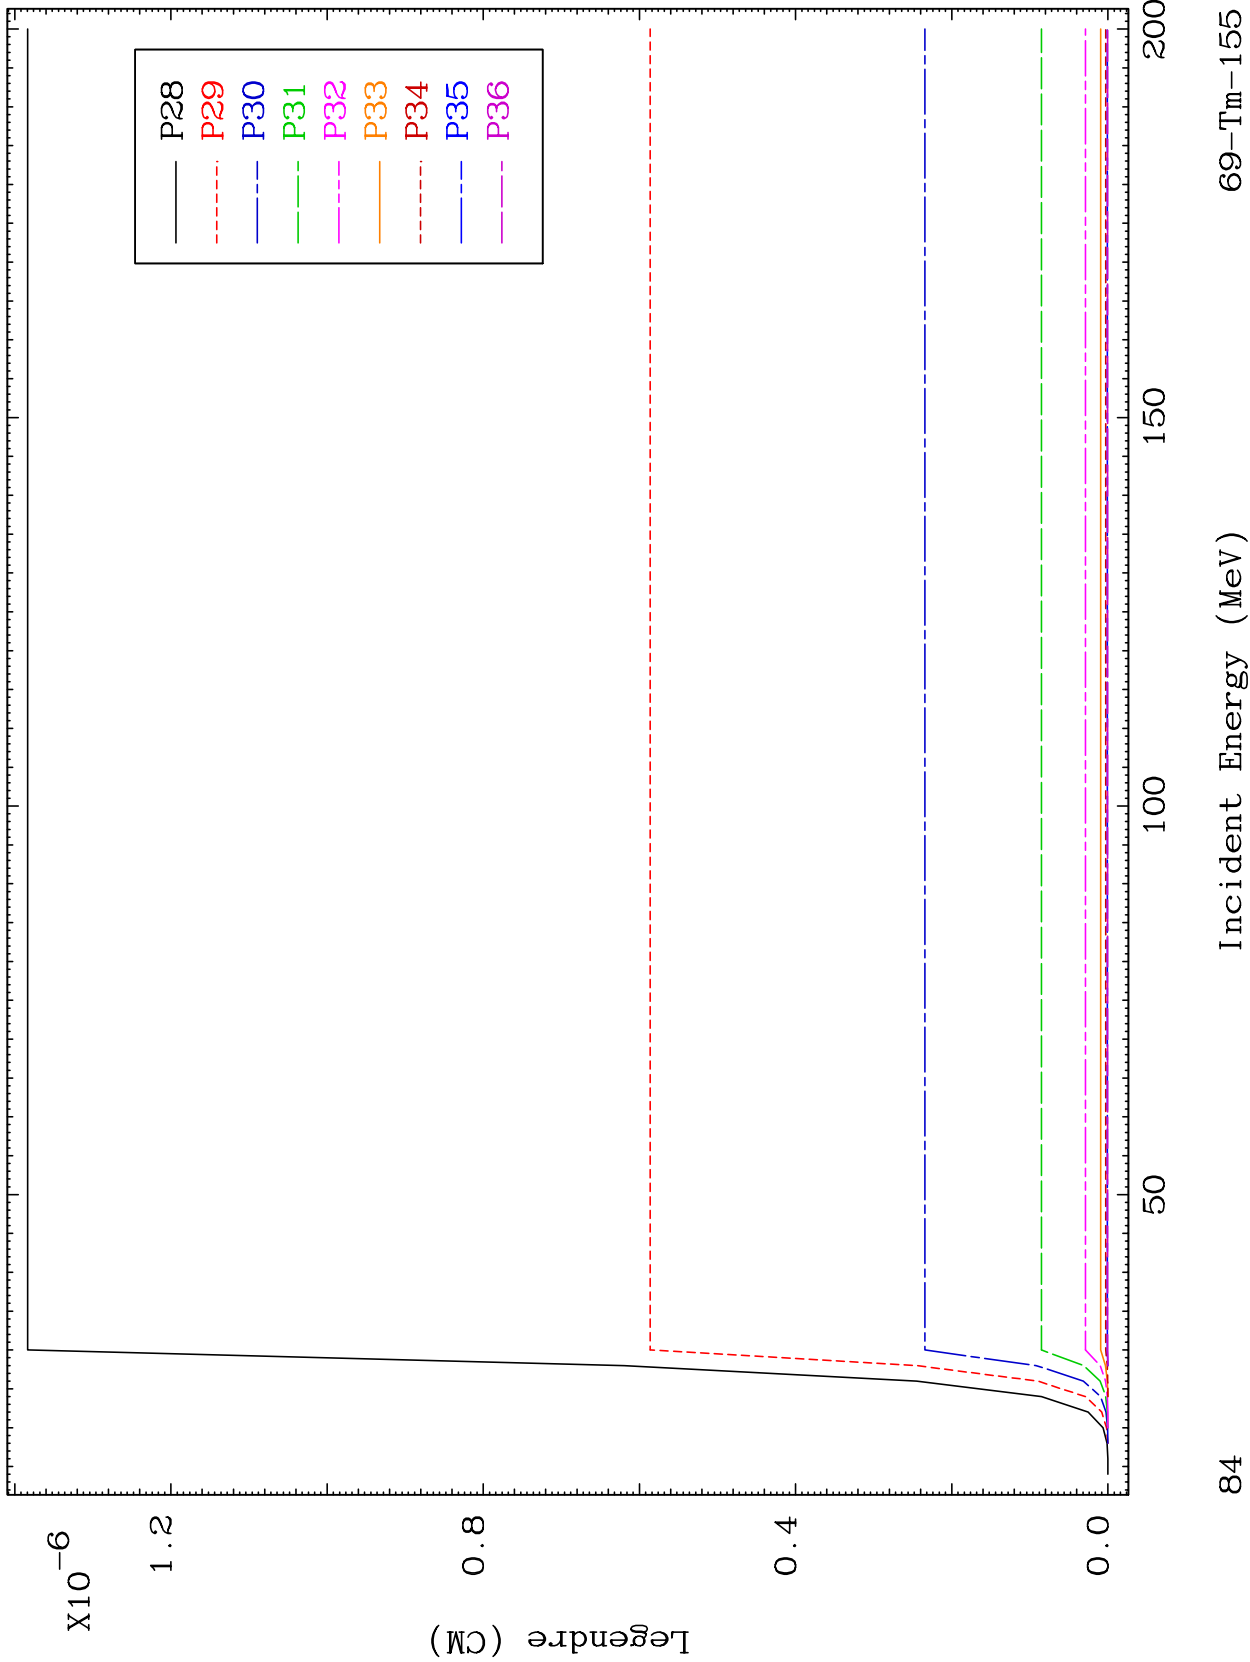 X10-6
1.2
0.8
0.4
0.0
Legendre (CM)
P28
P29
P30
P31
P32
P33
P34
P35
P36
50
100
150
200
Incident Energy (MeV)
84
69-Tm-155